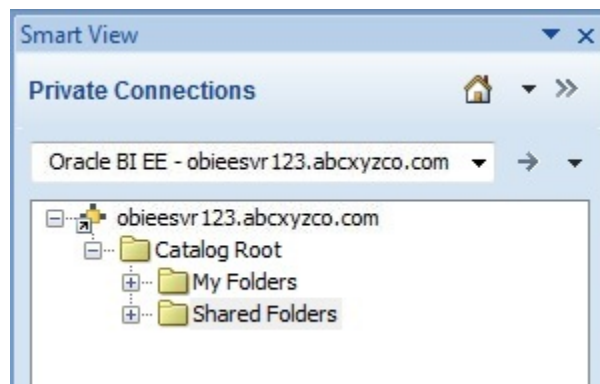 Smart View
Private Connections
Oracle BI EE - obieesvr123.abcxyzco.com
obieesvr123.abcxyzco.com
Catalog Root
My Folders
Shared Folders